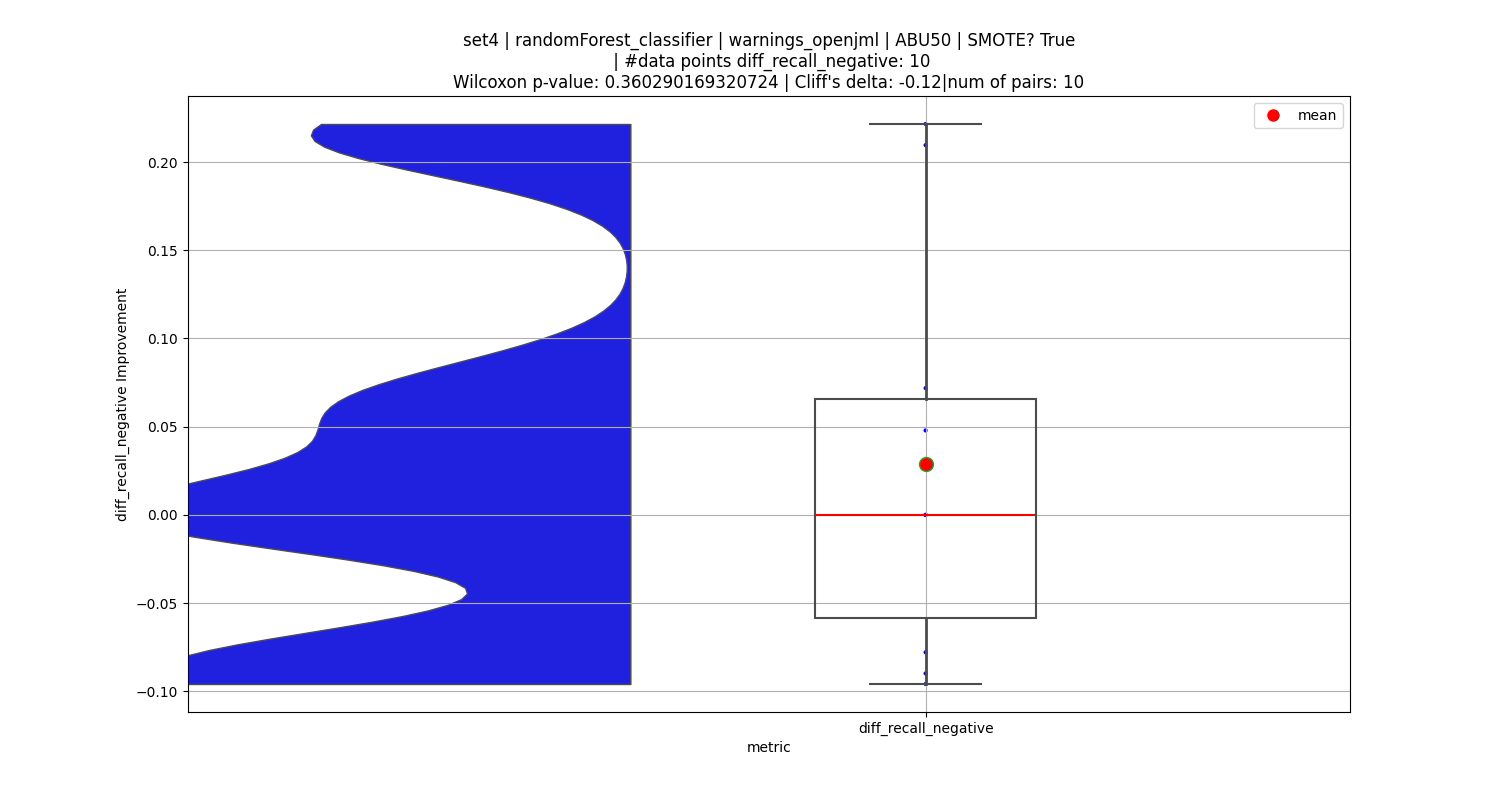 set4 | randomForest_classifier | warnings_openjml | ABU50 | SMOTE? True
| #data points diff_recall_negative: 10
Wilcoxon p-value: 0.360290169320724 | Cliff's delta: -0.12|num of pairs: 10
mean
0.20
0.15
0.10
0.05
0.00
−0.05
−0.10
diff_recall_negative Improvement
diff_recall_negative
metric